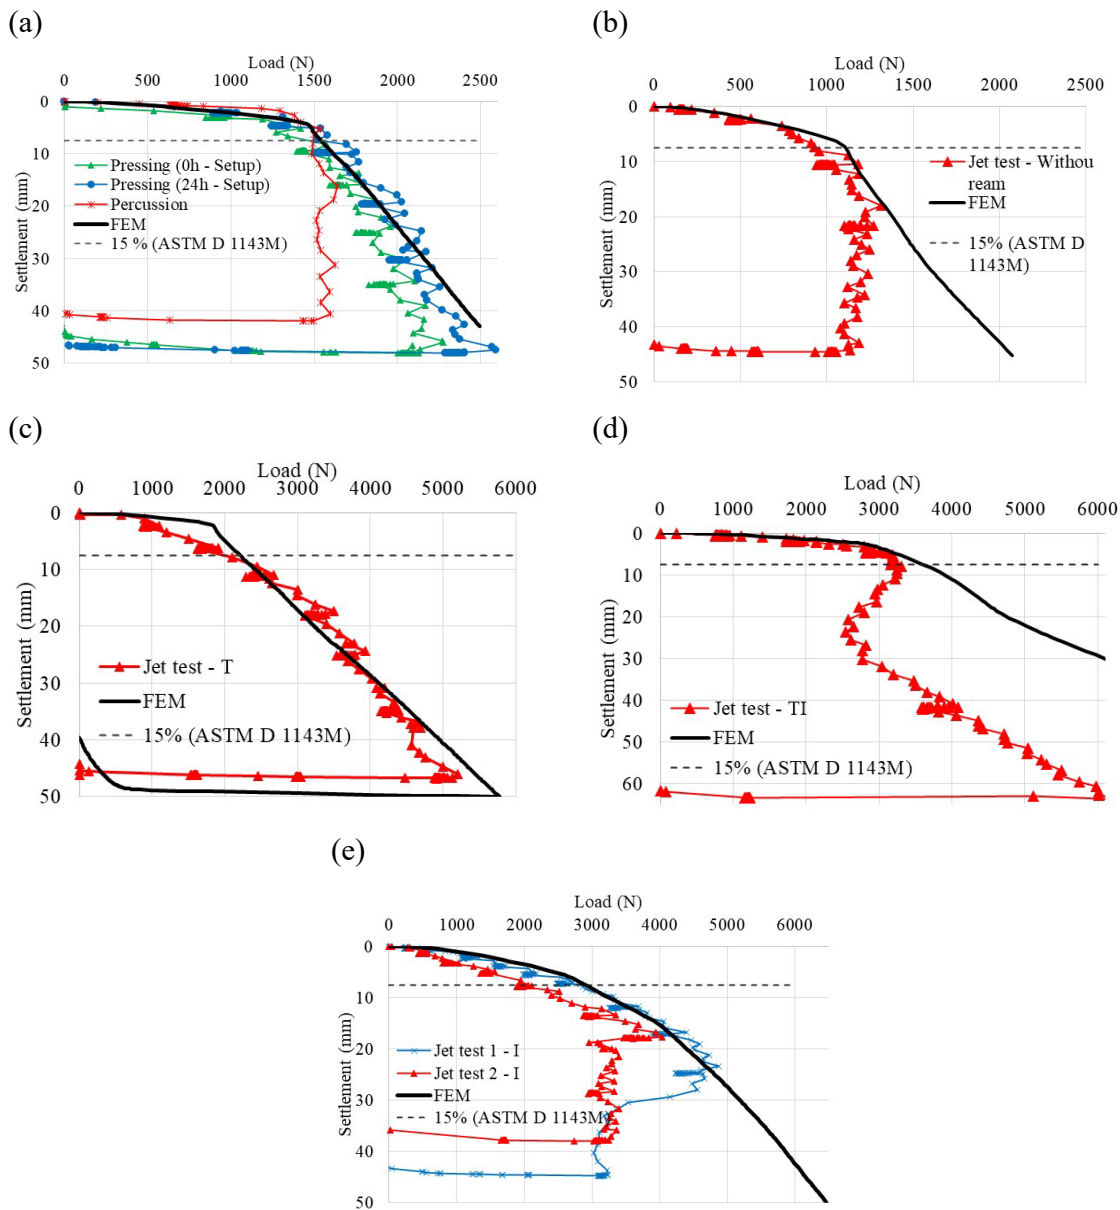 (a)
Load (N)
0 500 1000 1500 2000 2500
0
10
20
30
40
50
Settlement (mm)
Pressing (0h - Setup)
Pressing (24h - Setup)
Percussion
FEM
15 % (ASTM D 1143M)
(b)
Load (N)
0 500 1000 1500 2000 2500
0
10
20
30
40
50
Settlement (mm)
Jet test - Withou
ream
FEM
15% (ASTM D
1143M)
(c)
Load (N)
0 1000 2000 3000 4000 5000 6000
0
10
20
30
40
50
Settlement (mm)
Jet test - T
FEM
15% (ASTM D 1143M)
(d)
Load (N)
0 1000 2000 3000 4000 5000 6000
0
10
20
30
40
50
60
Settlement (mm)
Jet test - TI
FEM
15% (ASTM D 1143M)
(e)
Load (N)
0 1000 2000 3000 4000 5000 6000
0
10
20
30
40
50
Settlement (mm)
Jet test 1 - I
Jet test 2 - I
FEM
15% (ASTM D 1143M)